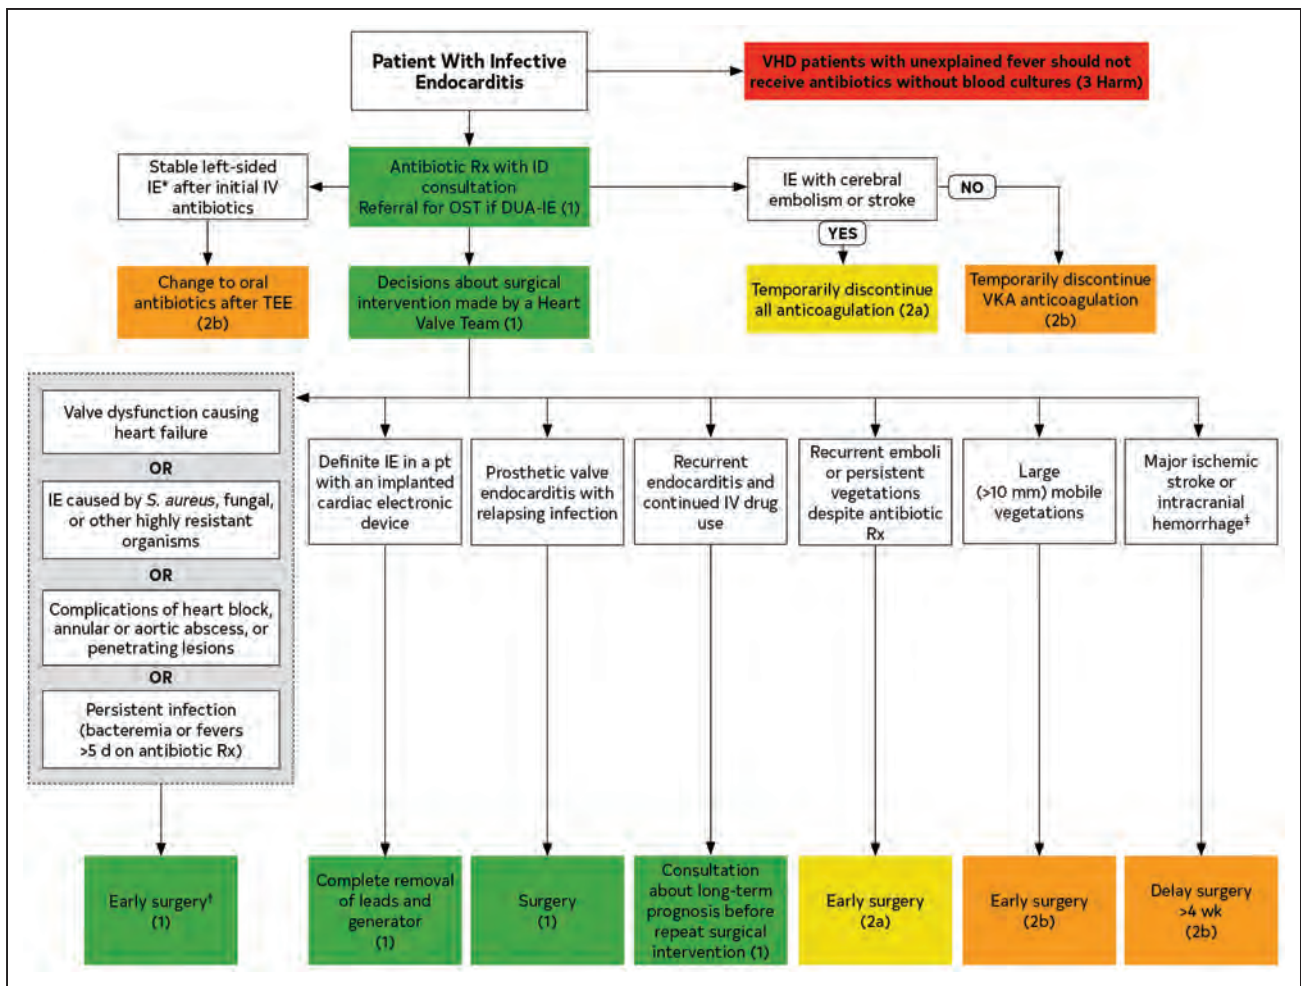 Patient With Infective
Endocarditis
VHD patients with unexplained fever should not
receive antibiotics without blood cultures (3 Harm)
Stable left-sided
IE* after initial IV
antibiotics
Antibiotic Rx with ID
consultation
Referral for OST if DUA-IE (1)
IE with cerebral
embolism or stroke
NO
YES
Change to oral
antibiotics after TEE
(2b)
Decisions about surgical
intervention made by a Heart
Valve Team (1)
Temporarily discontinue
all anticoagulation (2a)
Temporarily discontinue
VKA anticoagulation
(2b)
Valve dysfunction causing
heart failure
OR
IE caused by S. aureus, fungal,
or other highly resistant
organisms
OR
Complications of heart block,
annular or aortic abscess, or
penetrating lesions
OR
Persistent infection
(bacteremia or fevers
>5 d on antibiotic Rx)
Definite IE in a pt
with an implanted
cardiac electronic
device
Prosthetic valve
endocarditis with
relapsing infection
Recurrent
endocarditis and
continued IV drug
use
Recurrent emboli
or persistent
vegetations
despite antibiotic
Rx
Large
(>10 mm) mobile
vegetations
Major ischemic
stroke or
intracranial
hemorrhage‡
Early surgery†
(1)
Complete removal
of leads and
generator
(1)
Surgery
(1)
Consultation
about long-term
prognosis before
repeat surgical
intervention (1)
Early surgery
(2a)
Early surgery
(2b)
Delay surgery
>4 wk
(2b)